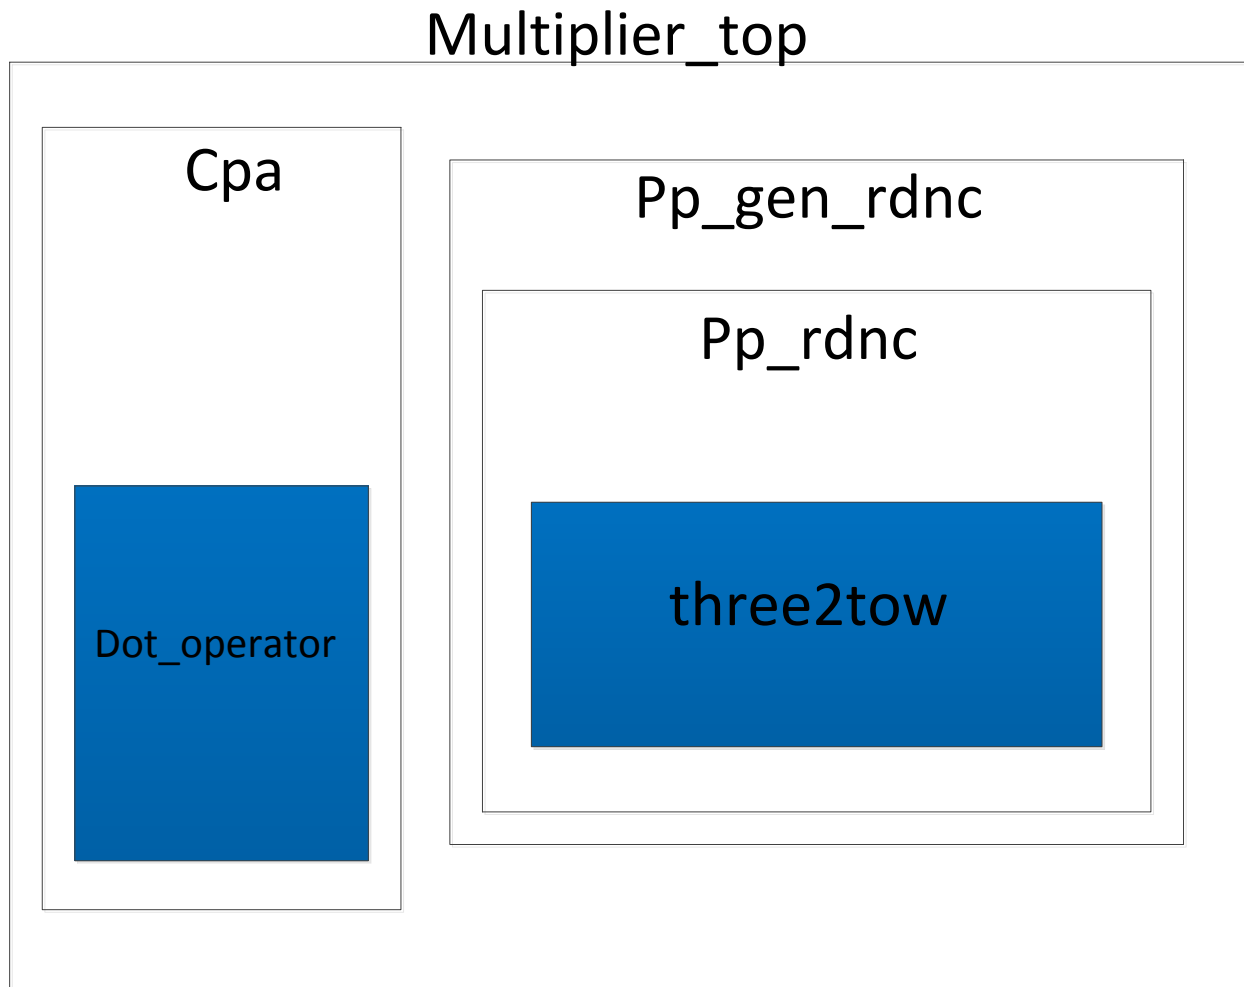 Multiplier_top
Cpa
Pp_gen_rdnc
Pp_rdnc
three2tow
Dot_operator